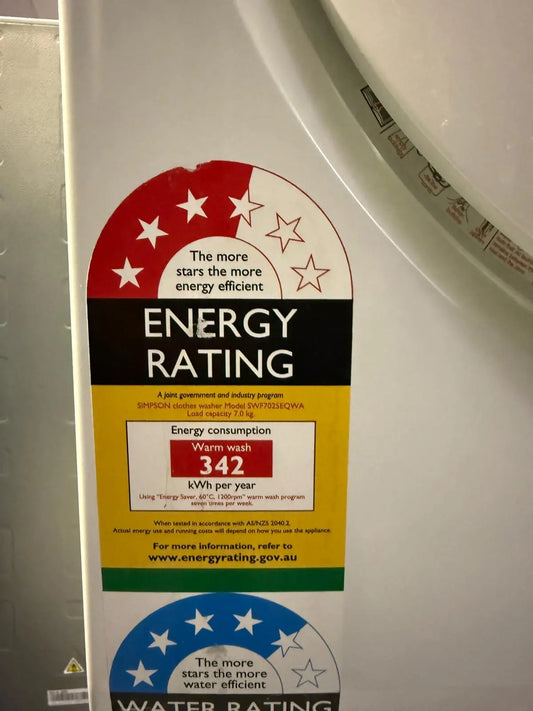 The more
stars the more
energy efficient
ENERGY
RATING
A joint government and industry program
SIMPSON clothes washer Model SWF7025EQWA
Load capacity 7.0 kg.
Energy consumption
Warm wash
342
kWh per year
Using "Energy Saver, 60°C, 1200rpm" warm wash program
seven times per week.
When tested in accordance with AS/NZS 2040.2.
Actual energy use and running costs will depend on how you use the appliance.
For more information, refer to
www.energyrating.gov.au
The more
stars the more
water efficient
WATER RATING